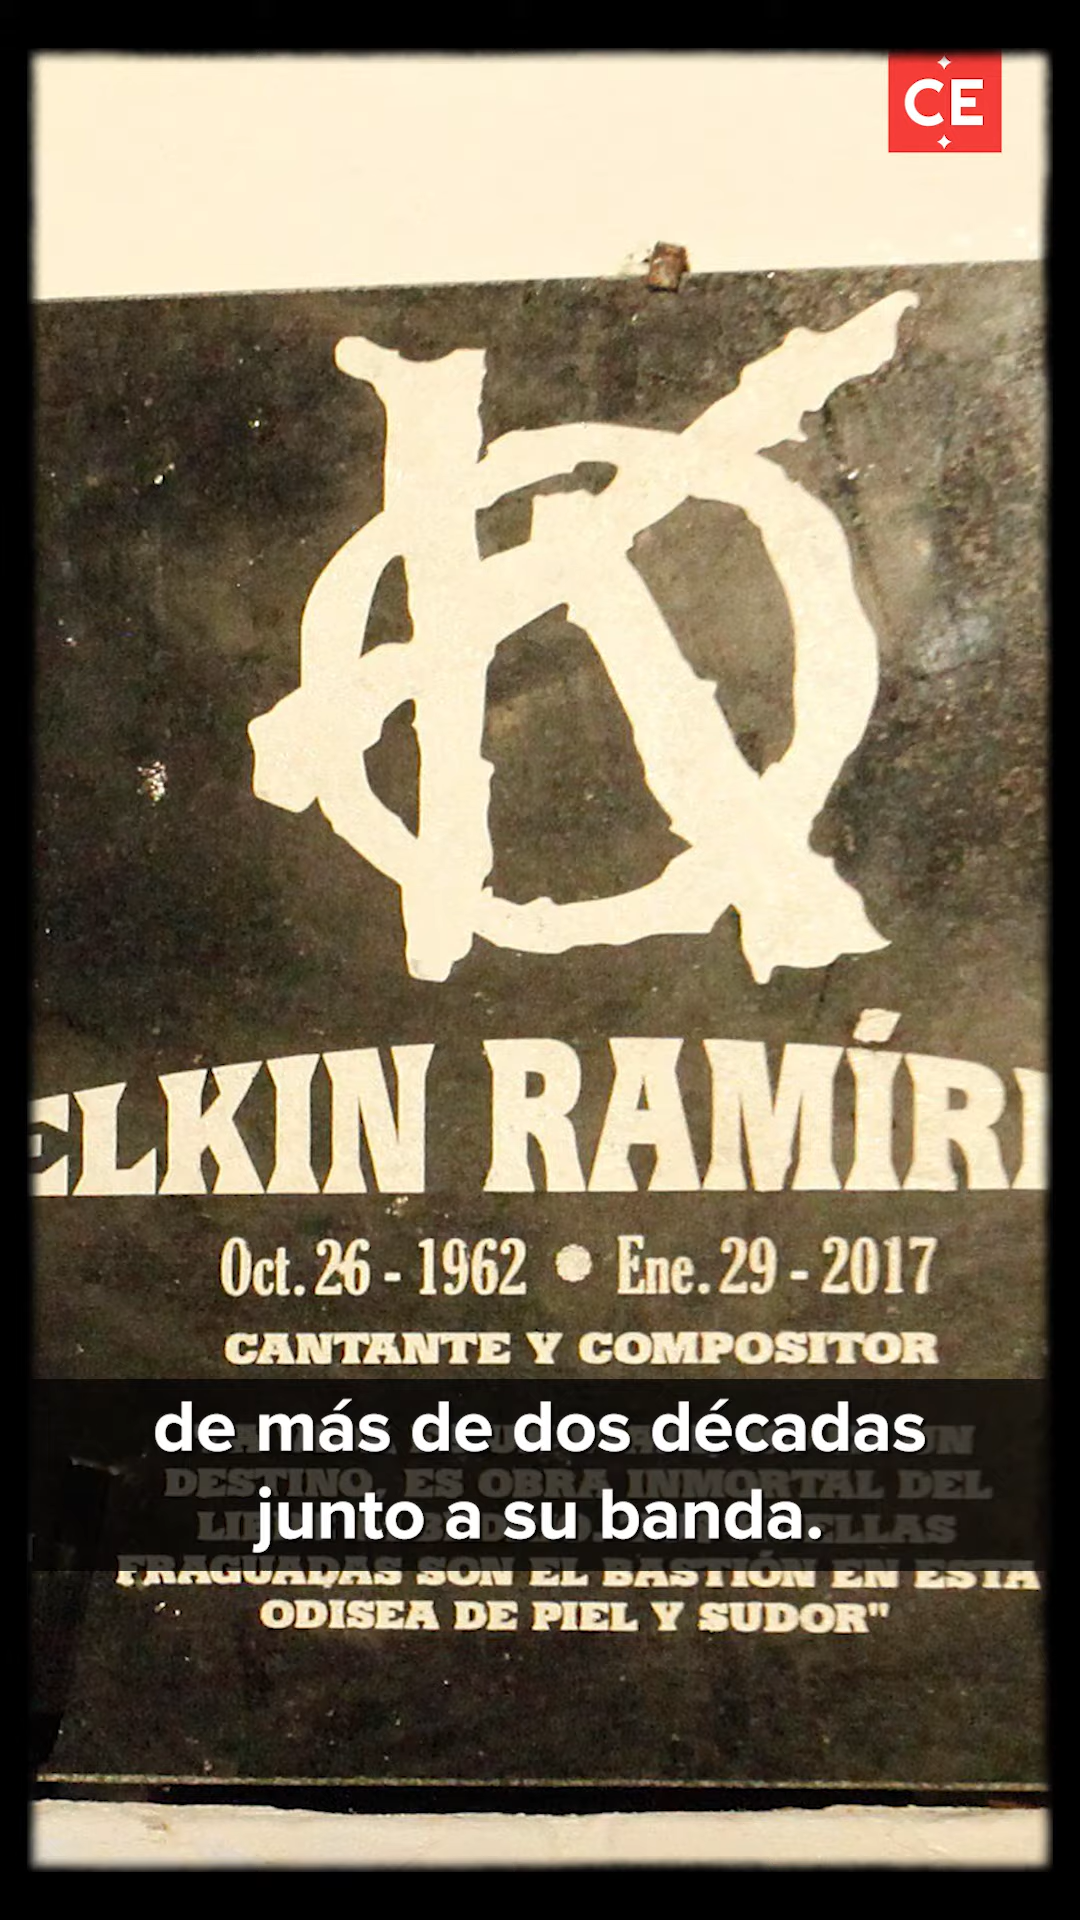 CE
ELKIN RAMÍR
Oct. 26 - 1962 • Ene. 29 - 2017
CANTANTE Y COMPOSITOR
de más de dos décadas
DESTINO, ES OBRA INMORTAL DEL
junto a su banda.
FRAGUADAS SON EL BASTIÓN EN ESTA
ODISEA DE PIEL Y SUDOR"